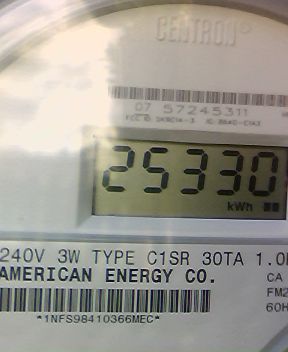 CENTRON®
07 57245311
25330
kWh
240V 3W TYPE C1SR 30TA 1.0
AMERICAN ENERGY CO.
CA
FM2
60H
*1NFS98410366MEC*